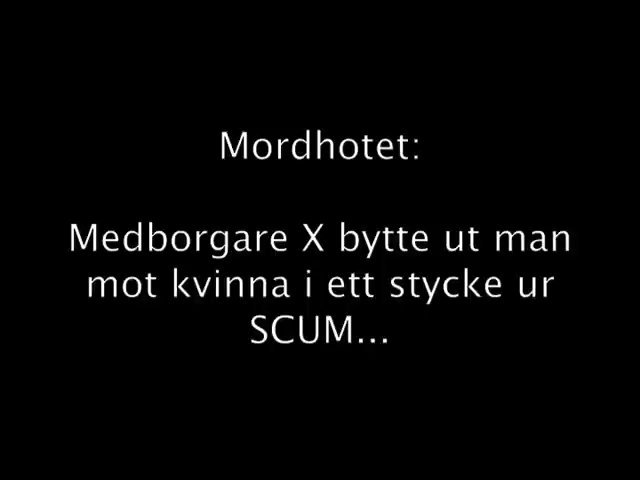 Mordhotet:
Medborgare X bytte ut man
mot kvinna i ett stycke ur
SCUM...